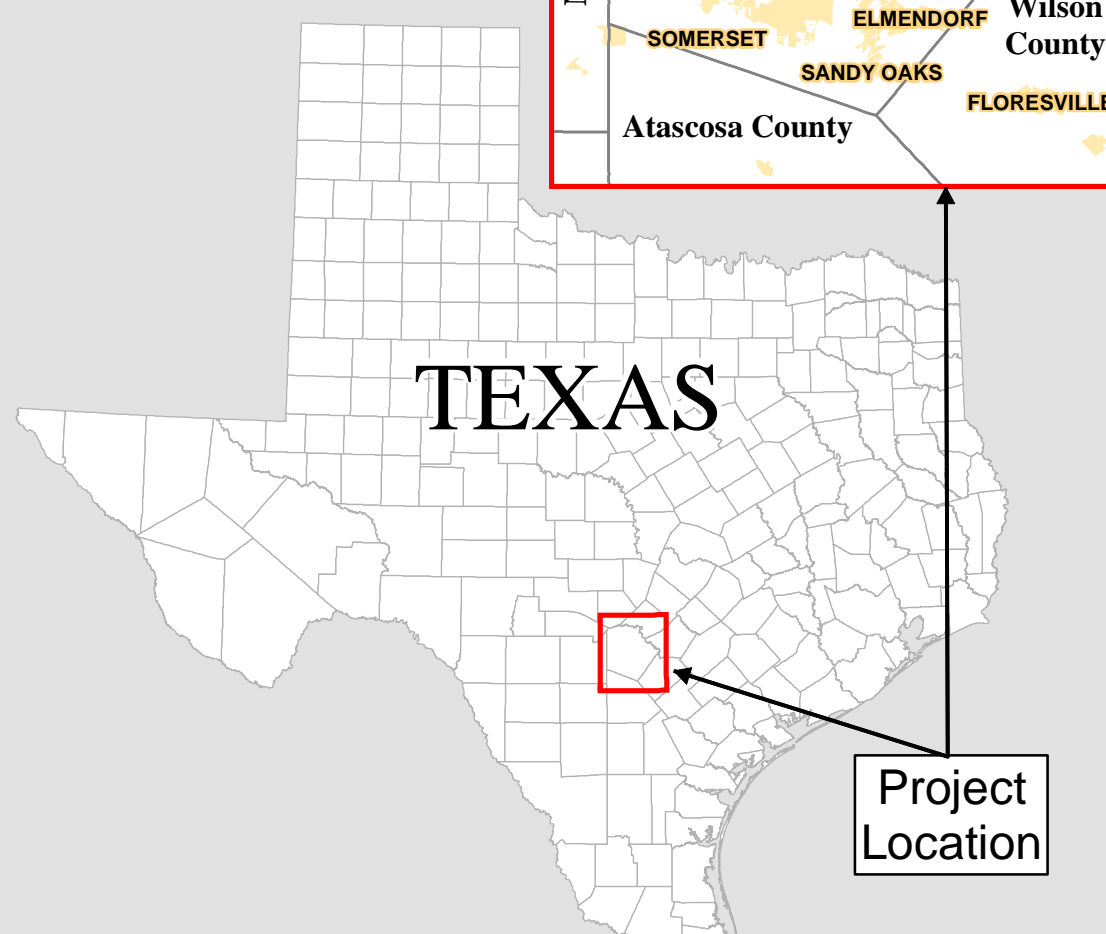 ELMENDORF
Wilson
County
SOMERSET
SANDY OAKS
FLORESVILLE
Atascosa County
TEXAS
Project
Location